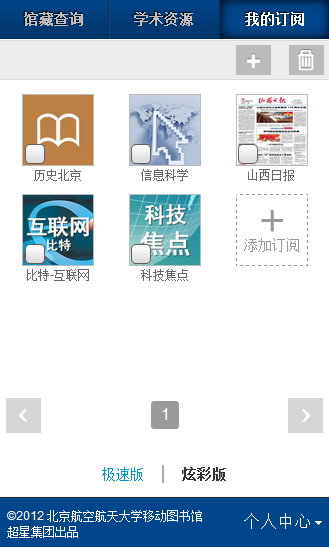 馆藏查询 学术资源 我的订阅
山西日报
历史北京 信息科学 山西日报
互联网 科技
比特 焦点
比特-互联网 科技焦点 添加订阅
1
极速版 | 炫彩版
©2012 北京航空航天大学移动图书馆
超星集团出品
个人中心